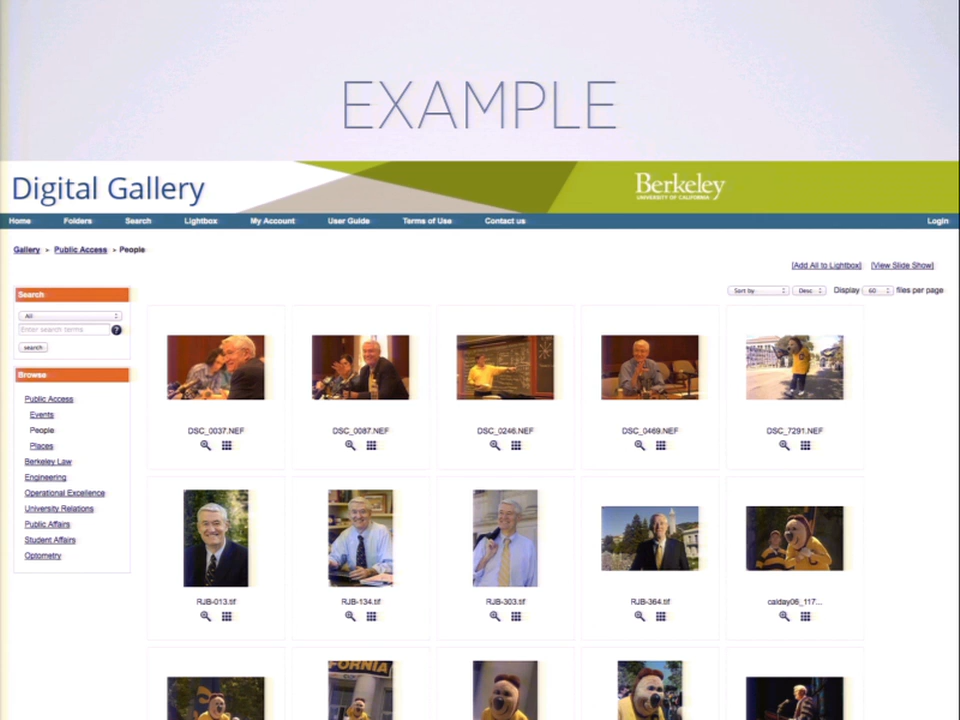 EXAMPLE
Digital Gallery
Berkeley
UNIVERSITY OF CALIFORNIA
Home Folders Search Lightbox My Account User Guide Terms of Use Contact us Login
Gallery > Public Access > People
[Add All to Lightbox] [View Slide Show]
Sort by Desc Display 60 files per page
Search
All
Enter search terms ?
search
Browse
Public Access
Events
People
Places
Berkeley Law
Engineering
Operational Excellence
University Relations
Public Affairs
Student Affairs
Optometry
DSC_0037.NEF DSC_0087.NEF DSC_0246.NEF DSC_0469.NEF DSC_7291.NEF
RJB-013.tif RJB-134.tif RJB-303.tif RJB-364.tif calday06_117...
FORNIA